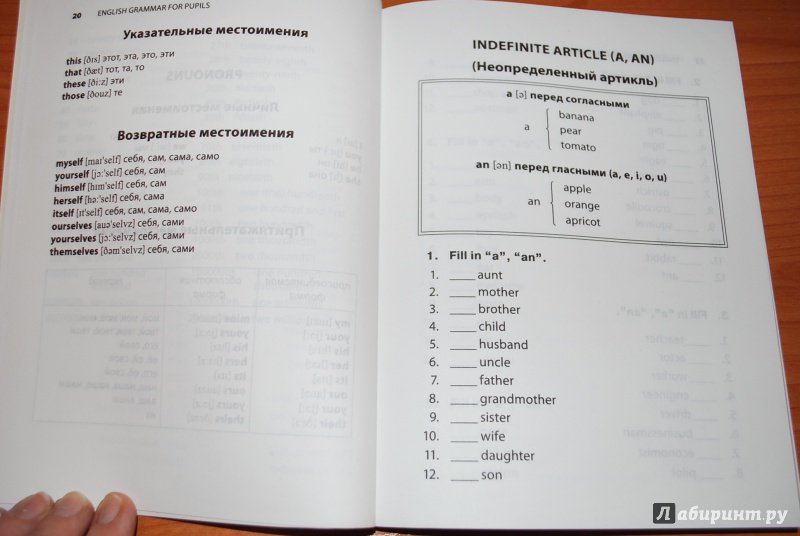 20 ENGLISH GRAMMAR FOR PUPILS
Указательные местоимения
this [ðɪs] этот, эта, это, эти
that [ðæt] тот, та, то
these [ði:z] эти
those [ðouz] те
Возвратные местоимения
myself [maɪ'self] себя, сам, сама, само
yourself [jɔ:'self] себя, сам
himself [hɪm'self] себя, сам
herself [hə:'self] себя, сама
itself [ɪt'self] себя, сам, сама, само
ourselves [auə'selvz] себя, сами
yourselves [jɔ:'selvz] себя, сами
themselves [ðəm'selvz] себя, сами
INDEFINITE ARTICLE (A, AN)
(Неопределенный артикль)
a [ə] перед согласными
banana
a pear
tomato
an [ən] перед гласными (a, e, i, o, u)
apple
an orange
apricot
1. Fill in “a”, “an”.
1. ____ aunt
2. ____ mother
3. ____ brother
4. ____ child
5. ____ husband
6. ____ uncle
7. ____ father
8. ____ grandmother
9. ____ sister
10. ____ wife
11. ____ daughter
12. ____ son
Лабиринт.ру